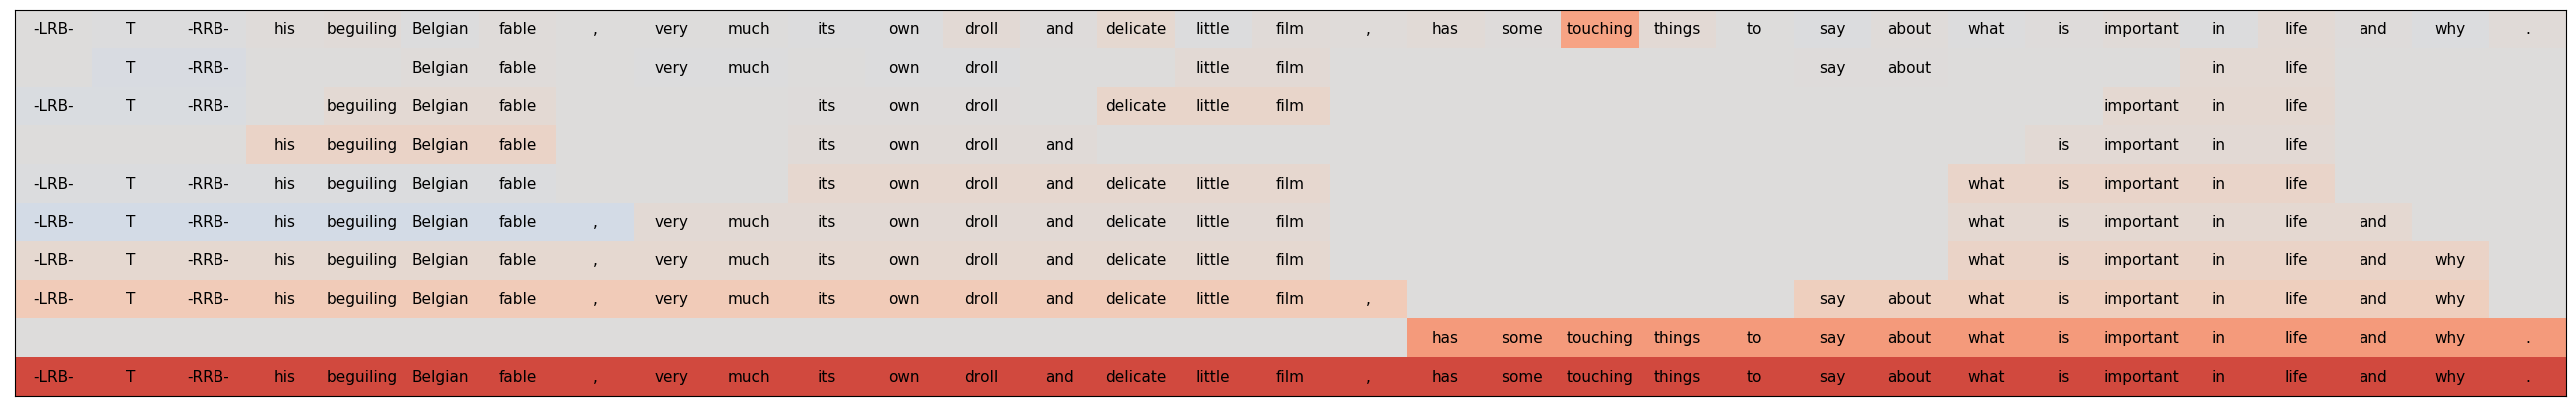 -LRB- T -RRB- his beguiling Belgian fable , very much its own droll and delicate little film , has some touching things to say about what is important in life and why .
T -RRB- Belgian fable very much own droll little film say about in life
-LRB- T -RRB- beguiling Belgian fable its own droll delicate little film important in life
his beguiling Belgian fable its own droll and is important in life
-LRB- T -RRB- his beguiling Belgian fable its own droll and delicate little film what is important in life
-LRB- T -RRB- his beguiling Belgian fable , very much its own droll and delicate little film what is important in life and
-LRB- T -RRB- his beguiling Belgian fable , very much its own droll and delicate little film what is important in life and why
-LRB- T -RRB- his beguiling Belgian fable , very much its own droll and delicate little film , say about what is important in life and why
has some touching things to say about what is important in life and why .
-LRB- T -RRB- his beguiling Belgian fable , very much its own droll and delicate little film , has some touching things to say about what is important in life and why .